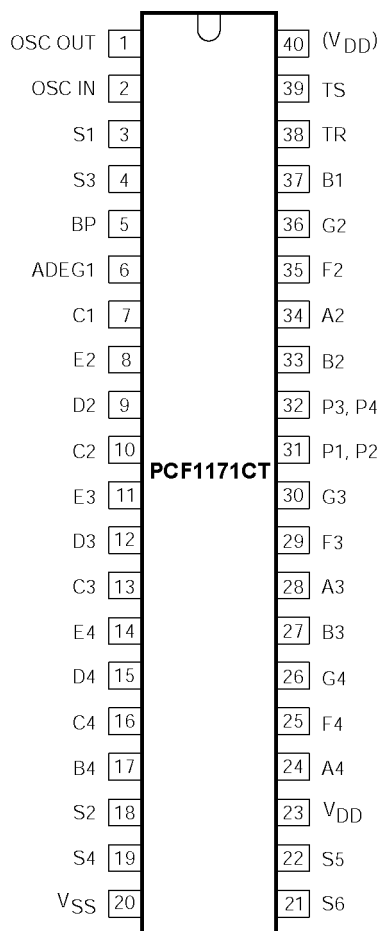 OSC OUT 1 40 (VDD)
OSC IN 2 39 TS
S1 3 38 TR
S3 4 37 B1
BP 5 36 G2
ADEG1 6 35 F2
C1 7 34 A2
E2 8 33 B2
D2 9 32 P3, P4
C2 10 31 P1, P2
PCF1171CT
E3 11 30 G3
D3 12 29 F3
C3 13 28 A3
E4 14 27 B3
D4 15 26 G4
C4 16 25 F4
B4 17 24 A4
S2 18 23 VDD
S4 19 22 S5
VSS 20 21 S6